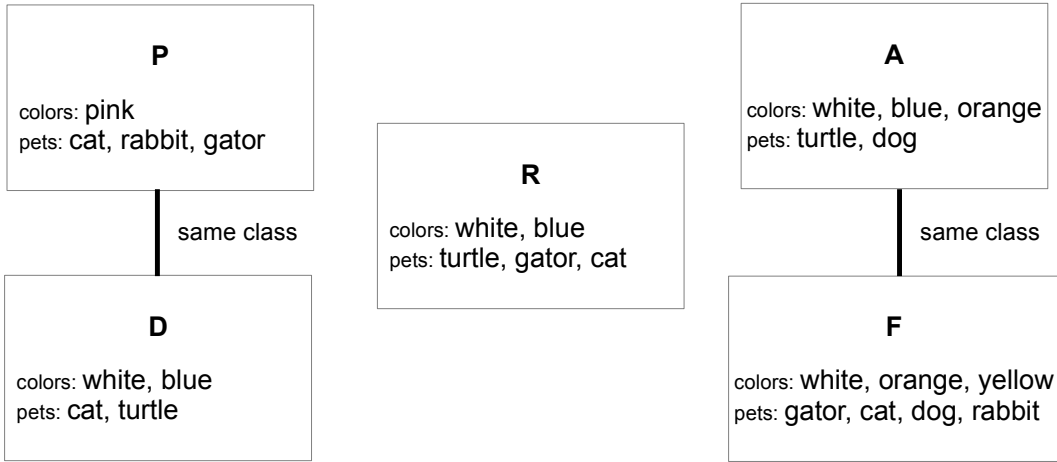 P
colors: pink
pets: cat, rabbit, gator
same class
D
colors: white, blue
pets: cat, turtle
R
colors: white, blue
pets: turtle, gator, cat
A
colors: white, blue, orange
pets: turtle, dog
same class
F
colors: white, orange, yellow
pets: gator, cat, dog, rabbit